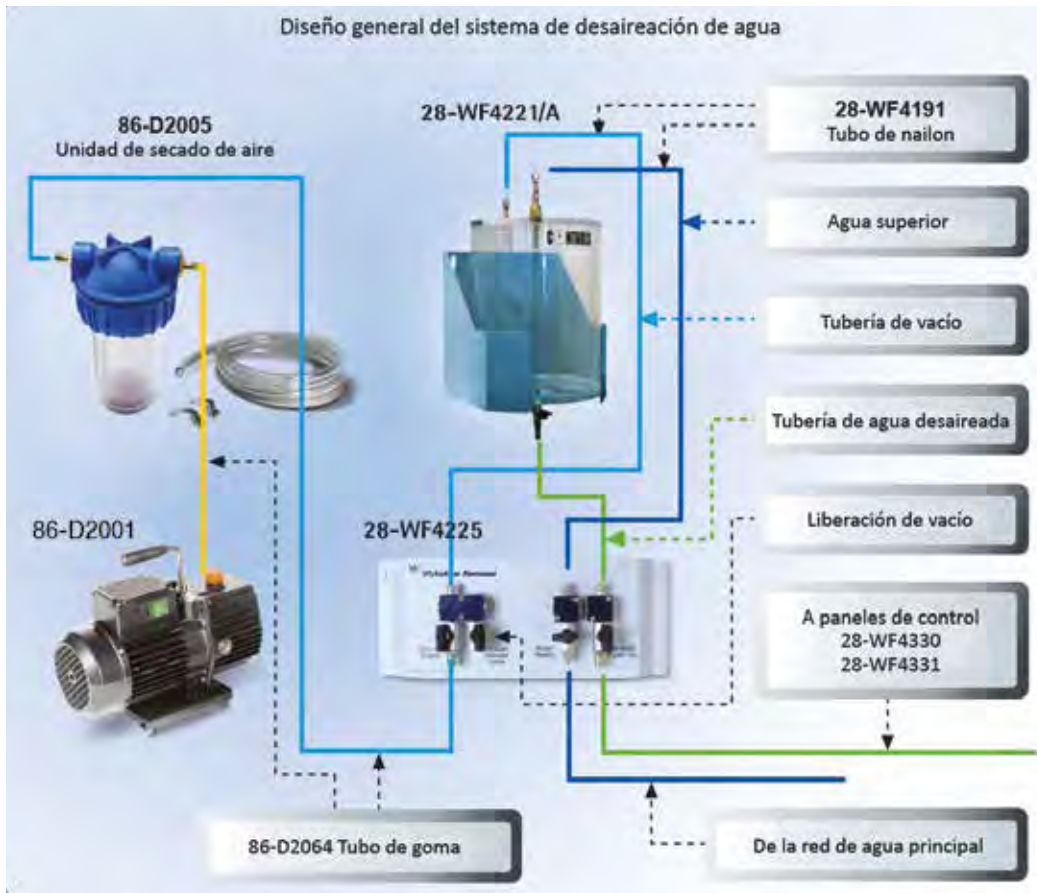 Diseño general del sistema de desaireación de agua
86-D2005
Unidad de secado de aire
28-WF4221/A
28-WF4191
Tubo de nailon
Agua superior
Tubería de vacío
Tubería de agua desaireada
86-D2001
28-WF4225
Liberación de vacío
A paneles de control
28-WF4330
28-WF4331
86-D2064 Tubo de goma
De la red de agua principal